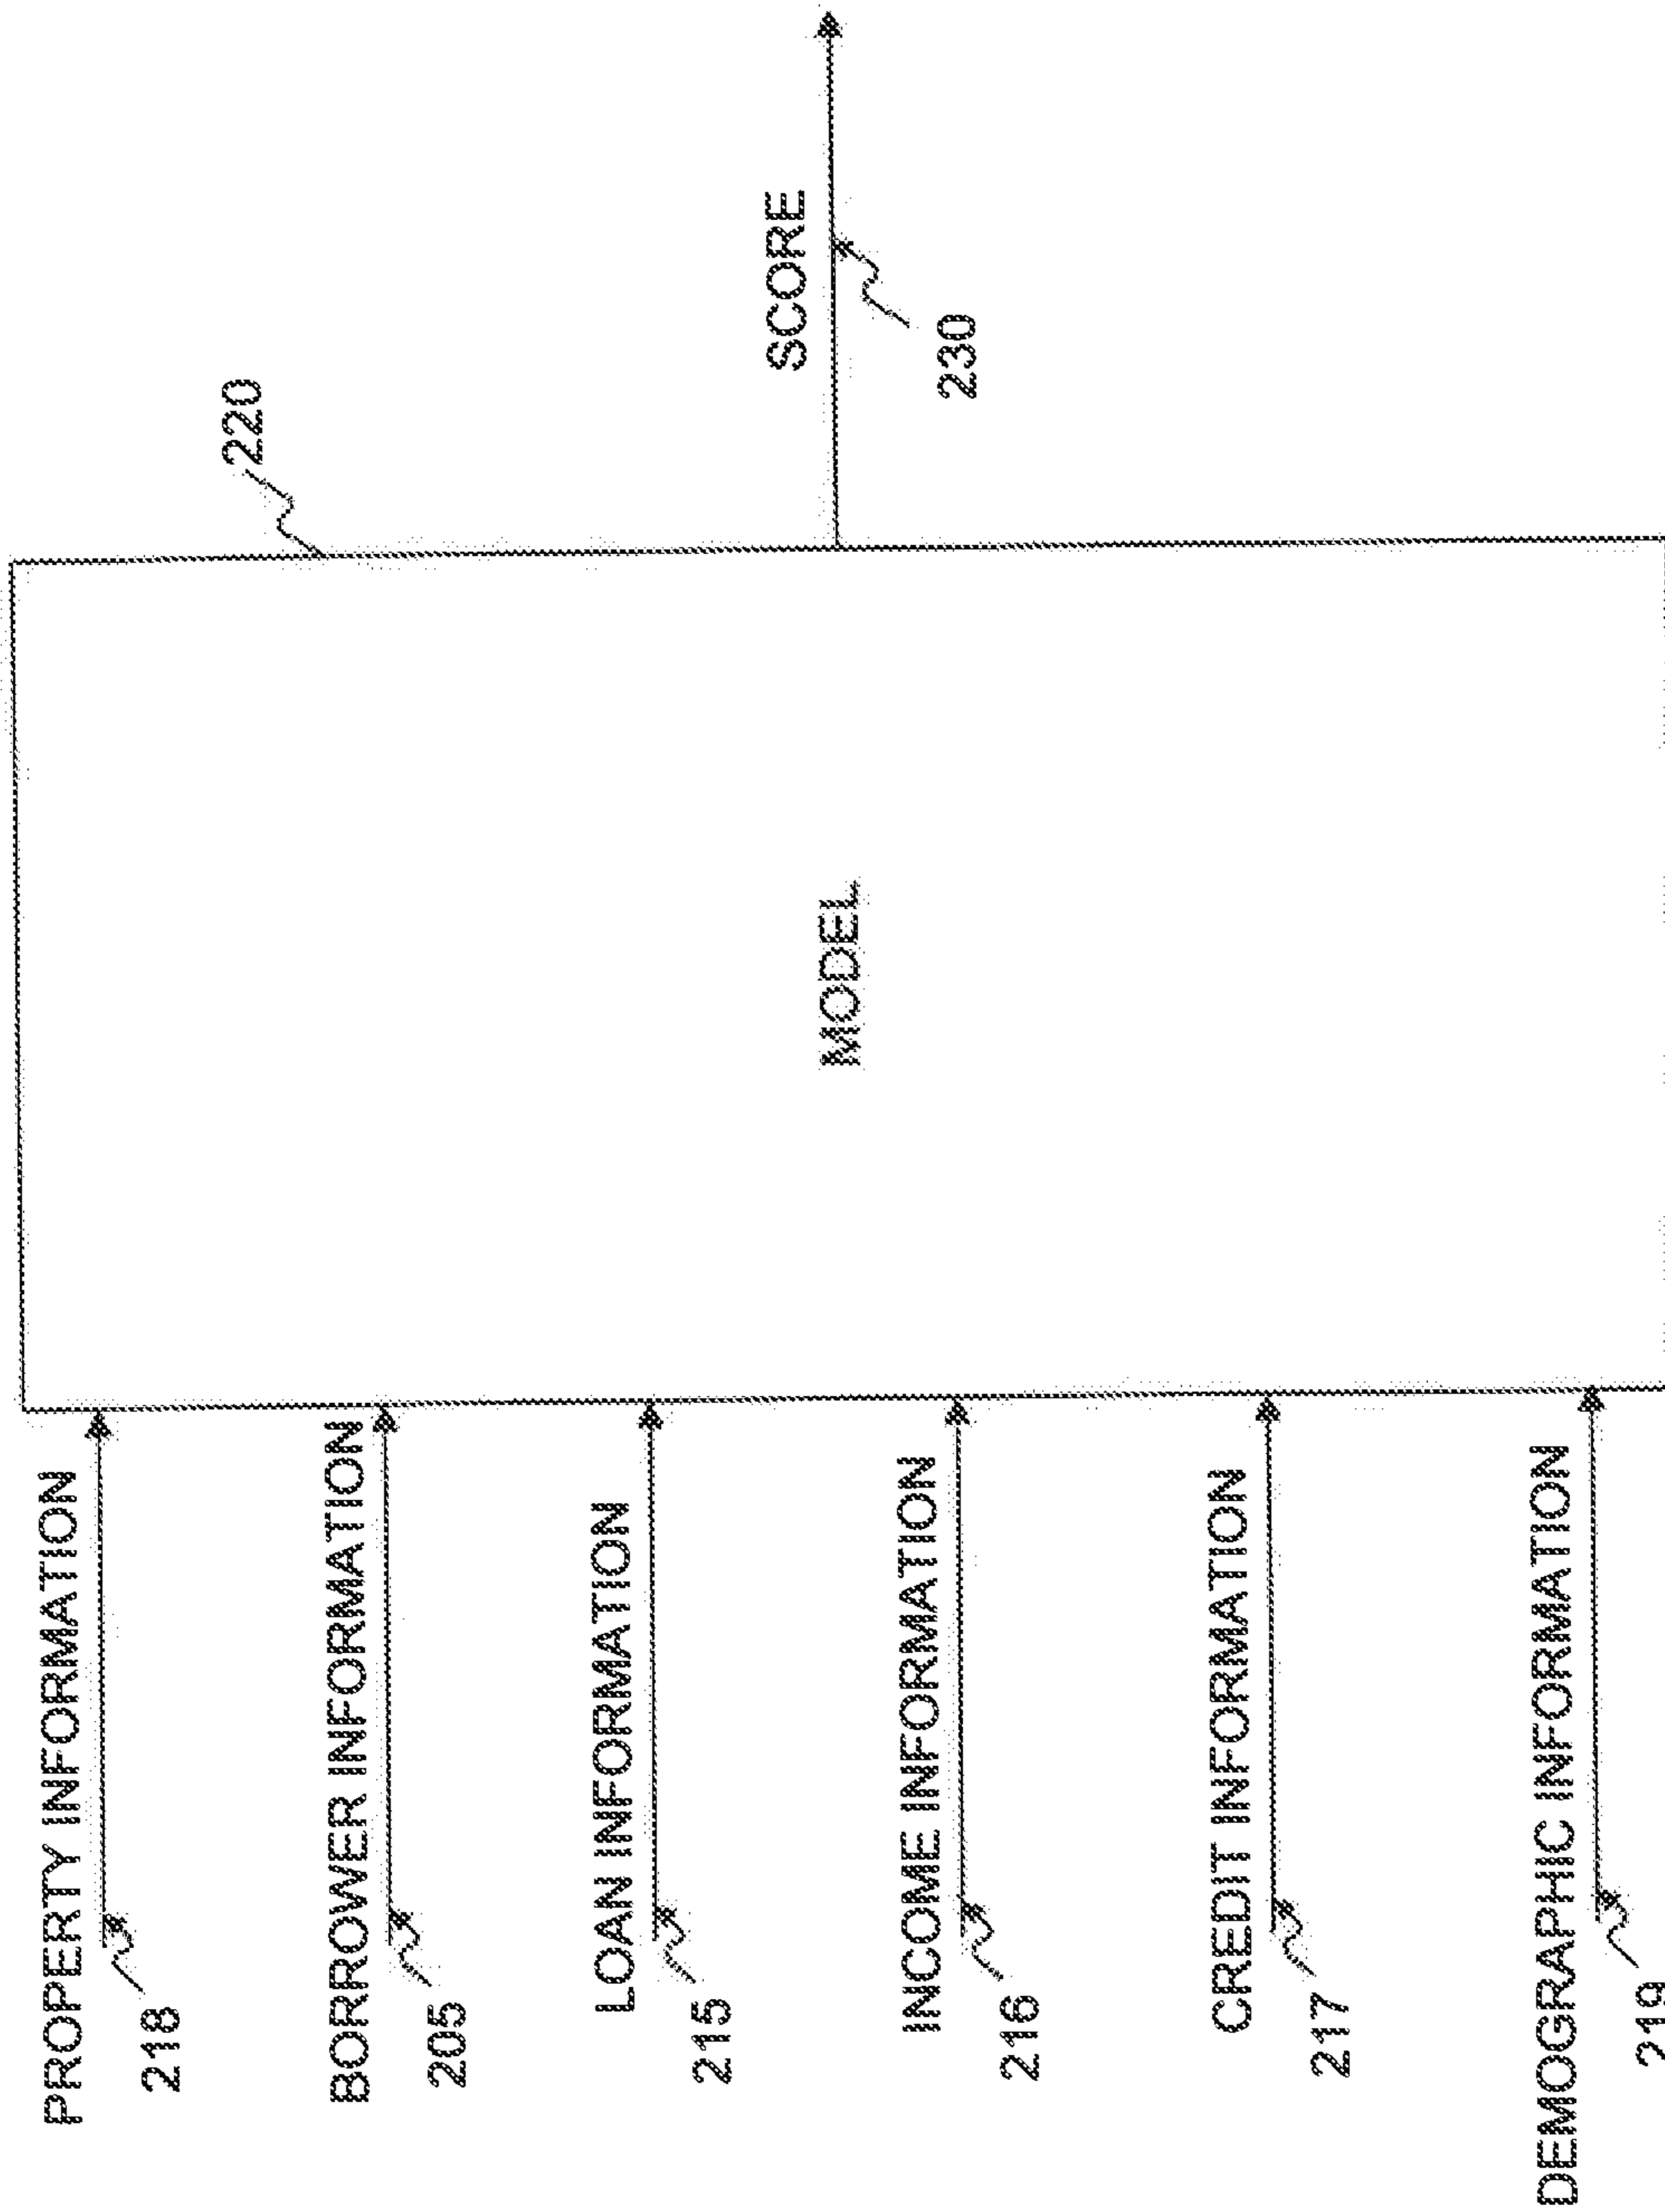 PROPERTY INFORMATION
218
BORROWER INFORMATION
205
LOAN INFORMATION
215
INCOME INFORMATION
216
CREDIT INFORMATION
217
DEMOGRAPHIC INFORMATION
219
MODEL
220
SCORE
230